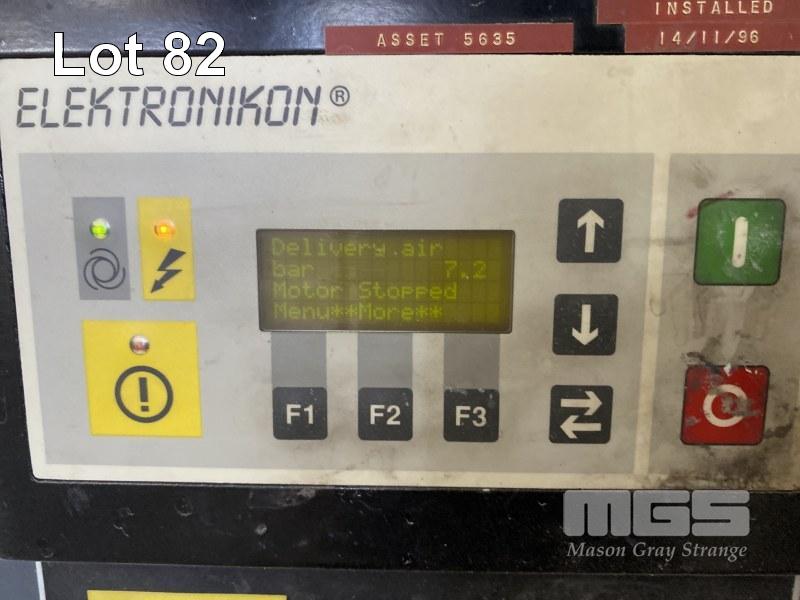 INSTALLED
ASSET 5635
14/11/96
Lot 82
ELEKTRONIKON®
Delivery air
bar 7.2
Motor Stopped
Menu**More**
F1 F2 F3
MGS
Mason Gray Strange